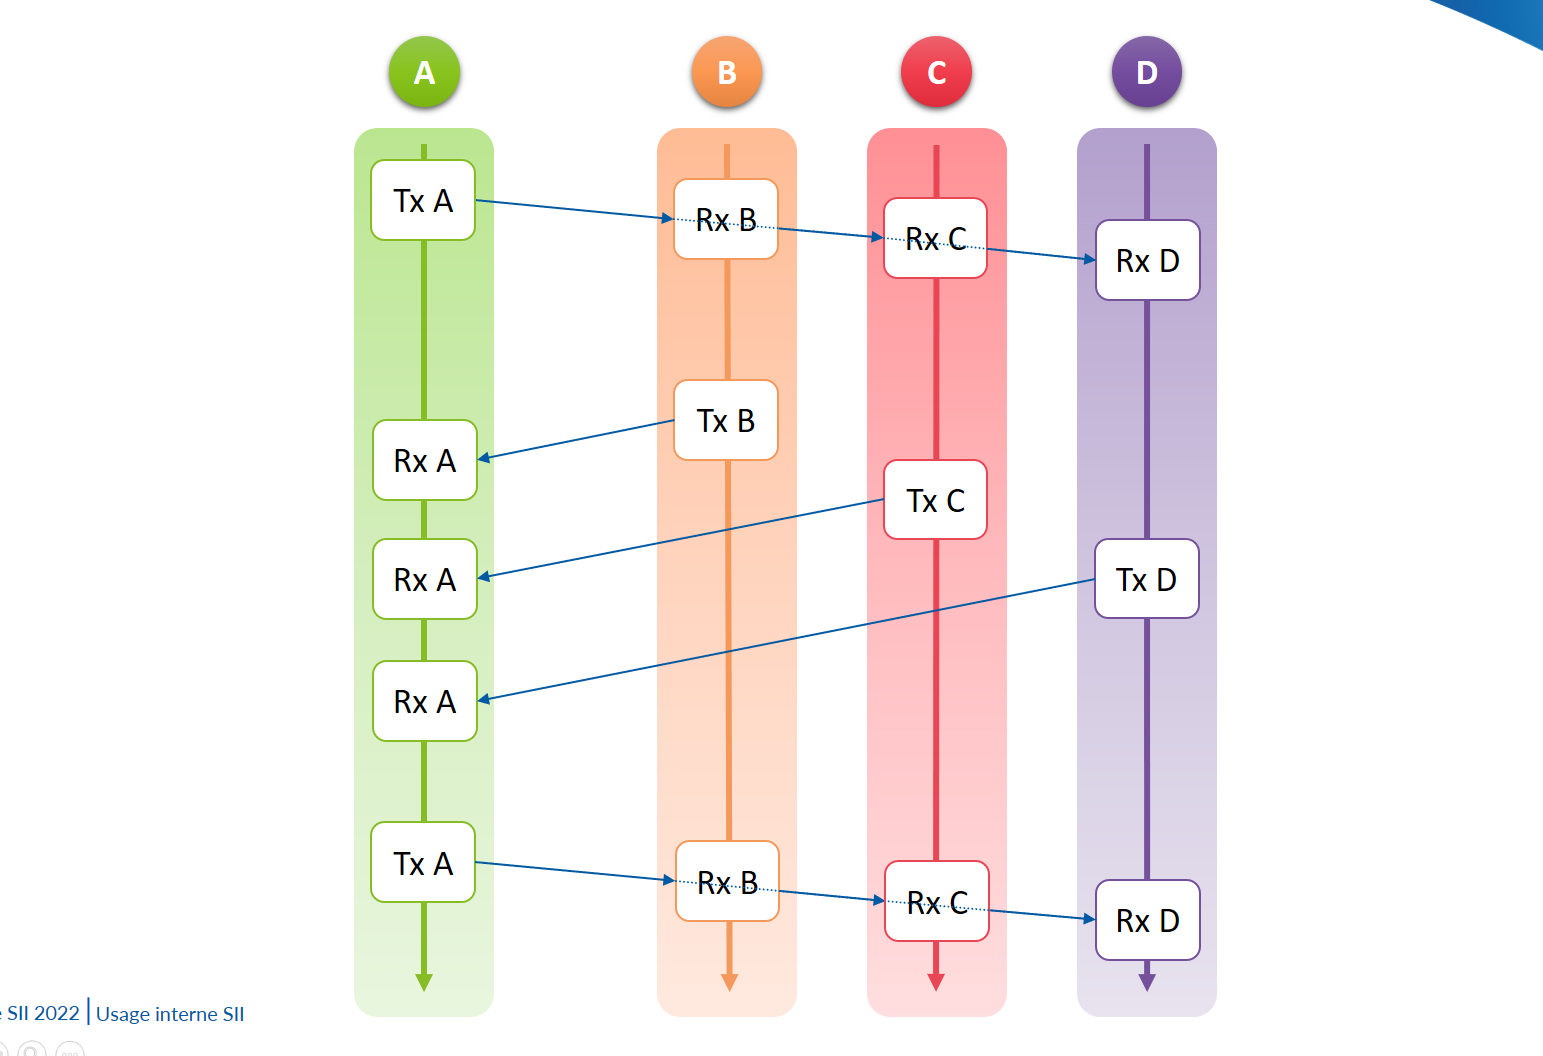 A
B
C
D
Tx A
Rx B
Rx C
Rx D
Tx B
Rx A
Tx C
Rx A
Tx D
Rx A
Tx A
Rx B
Rx C
Rx D
SII 2022 | Usage interne SII